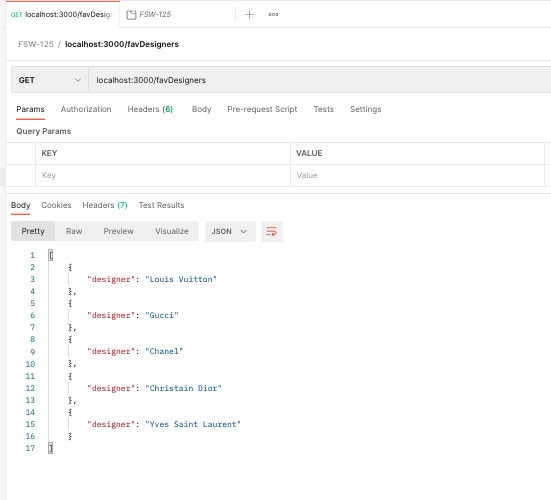 GET localhost:3000/favDesig
FSW-125
+ ooo
FSW-125 / localhost:3000/favDesigners
GET localhost:3000/favDesigners
Params Authorization Headers (6) Body Pre-request Script Tests Settings
Query Params
KEY VALUE
Key Value
Body Cookies Headers (7) Test Results
Pretty Raw Preview Visualize JSON
1 [
2 {
3 "designer": "Louis Vuitton"
4 },
5 {
6 "designer": "Gucci"
7 },
8 {
9 "designer": "Chanel"
10 },
11 {
12 "designer": "Christain Dior"
13 },
14 {
15 "designer": "Yves Saint Laurent"
16 }
17 ]